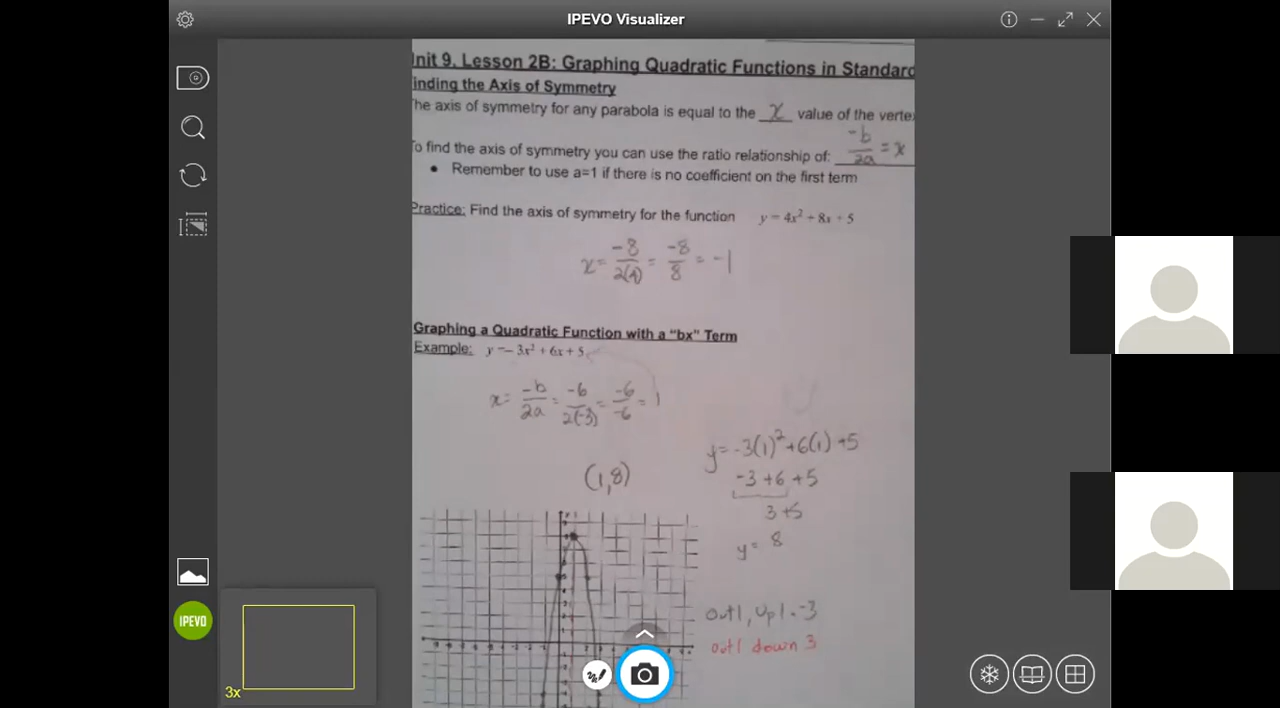 IPEVO Visualizer
nit 9. Lesson 2B: Graphing Quadratic Functions in Standard
inding the Axis of Symmetry
he axis of symmetry for any parabola is equal to the x value of the verte
-b/2a = x
o find the axis of symmetry you can use the ratio relationship of:
• Remember to use a=1 if there is no coefficient on the first term
Practice: Find the axis of symmetry for the function y = 4x² + 8x + 5
x = -8/2(4) = -8/8 = -1
Graphing a Quadratic Function with a "bx" Term
Example: y = - 3x² + 6x + 5
x = -b/2a = -6/2(-3) = -6/-6 = 1
y = -3(1)² + 6(1) + 5
(1,8)
-3 + 6 + 5
3 + 5
y = 8
out 1, up 1 · -3
out 1 down 3
IPEVO
3x